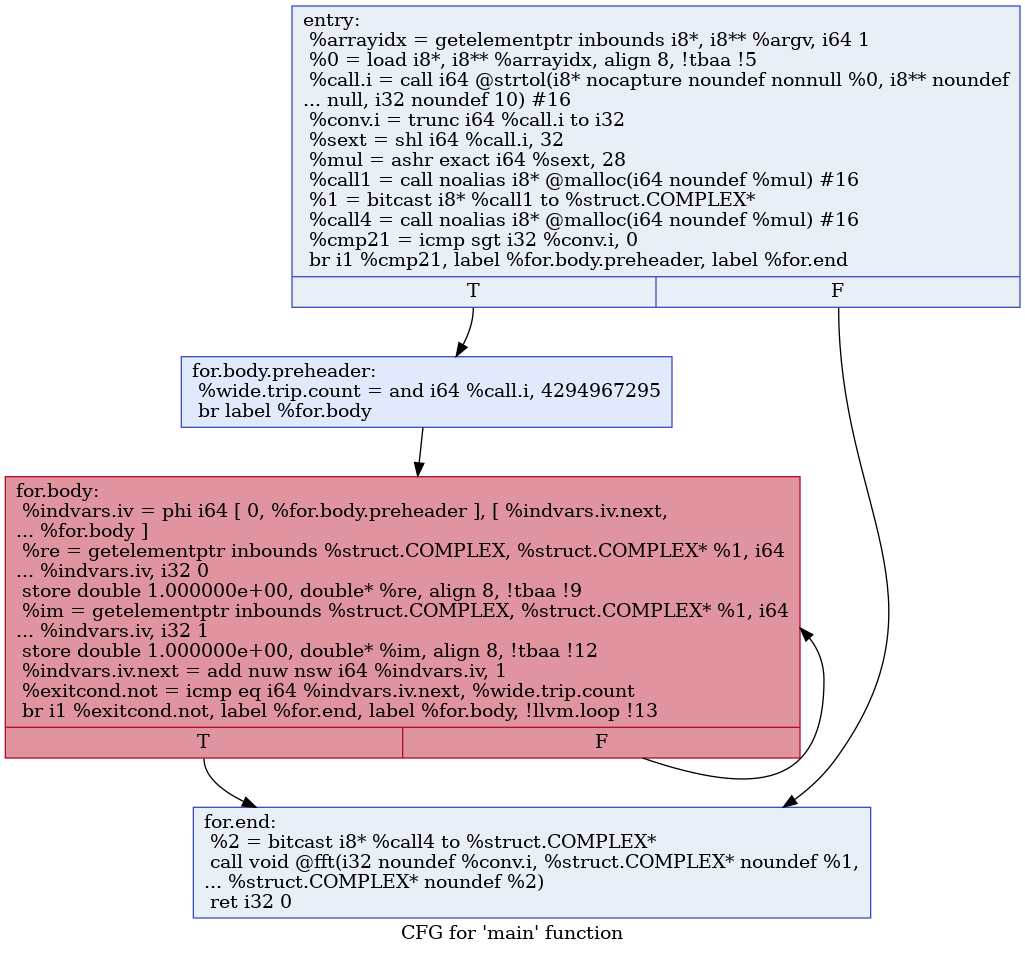 entry:
%arrayidx = getelementptr inbounds i8*, i8** %argv, i64 1
%0 = load i8*, i8** %arrayidx, align 8, !tbaa !5
%call.i = call i64 @strtol(i8* nocapture noundef nonnull %0, i8** noundef
... null, i32 noundef 10) #16
%conv.i = trunc i64 %call.i to i32
%sext = shl i64 %call.i, 32
%mul = ashr exact i64 %sext, 28
%call1 = call noalias i8* @malloc(i64 noundef %mul) #16
%1 = bitcast i8* %call1 to %struct.COMPLEX*
%call4 = call noalias i8* @malloc(i64 noundef %mul) #16
%cmp21 = icmp sgt i32 %conv.i, 0
br i1 %cmp21, label %for.body.preheader, label %for.end
T F
for.body.preheader:
%wide.trip.count = and i64 %call.i, 4294967295
br label %for.body
for.body:
%indvars.iv = phi i64 [ 0, %for.body.preheader ], [ %indvars.iv.next,
... %for.body ]
%re = getelementptr inbounds %struct.COMPLEX, %struct.COMPLEX* %1, i64
... %indvars.iv, i32 0
store double 1.000000e+00, double* %re, align 8, !tbaa !9
%im = getelementptr inbounds %struct.COMPLEX, %struct.COMPLEX* %1, i64
... %indvars.iv, i32 1
store double 1.000000e+00, double* %im, align 8, !tbaa !12
%indvars.iv.next = add nuw nsw i64 %indvars.iv, 1
%exitcond.not = icmp eq i64 %indvars.iv.next, %wide.trip.count
br i1 %exitcond.not, label %for.end, label %for.body, !llvm.loop !13
T F
for.end:
%2 = bitcast i8* %call4 to %struct.COMPLEX*
call void @fft(i32 noundef %conv.i, %struct.COMPLEX* noundef %1,
... %struct.COMPLEX* noundef %2)
ret i32 0
CFG for 'main' function